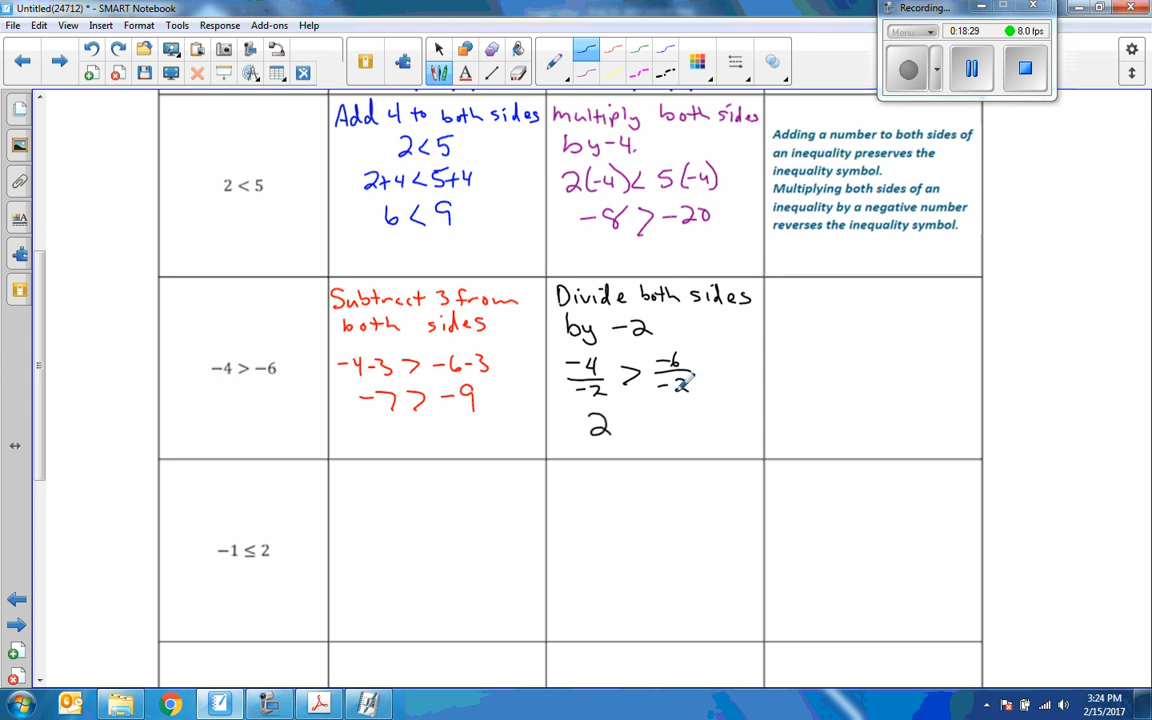 Untitled(24712) * - SMART Notebook
Recording...
File Edit View Insert Format Tools Response Add-ons Help
Menu
0:18:29
8.0 fps
2 < 5
Add 4 to both sides
2 < 5
2+4 < 5+4
6 < 9
multiply both sides
by -4.
2(-4) < 5(-4)
-8 > -20
Adding a number to both sides of
an inequality preserves the
inequality symbol.
Multiplying both sides of an
inequality by a negative number
reverses the inequality symbol.
−4 > −6
Subtract 3 from
both sides
-4-3 > -6-3
-7 > -9
Divide both sides
by -2
-4/-2 > -6/-2
2
−1 ≤ 2
3:24 PM
2/15/2017